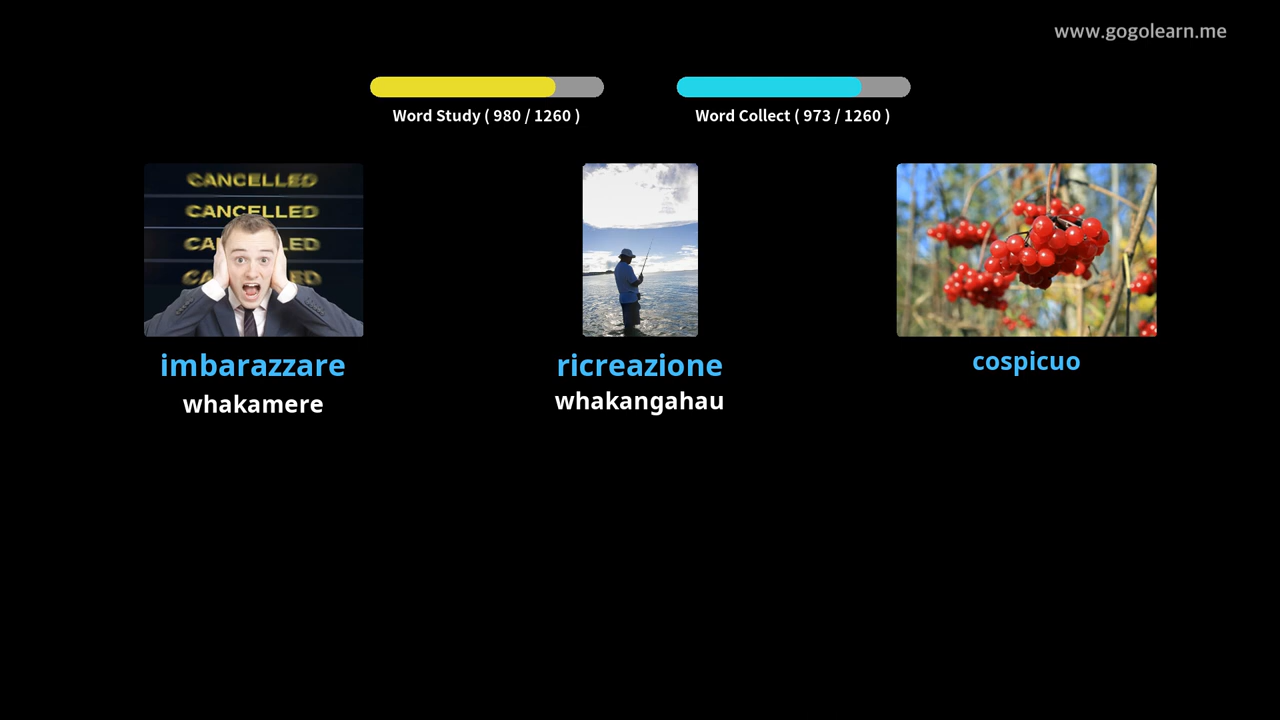 www.gogolearn.me
Word Study ( 980 / 1260 )
Word Collect ( 973 / 1260 )
CANCELLED
CANCELLED
imbarazzare
whakamere
ricreazione
whakangahau
cospicuo